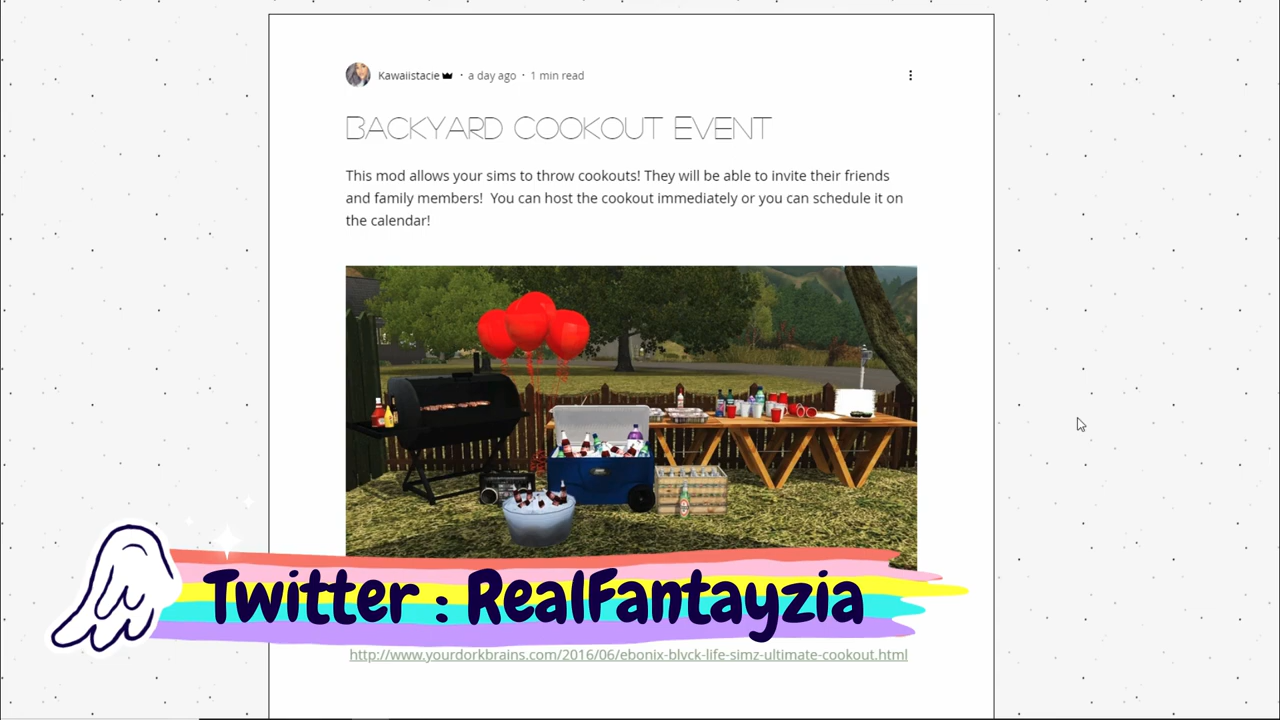 Kawaiistacie · a day ago · 1 min read
Backyard Cookout Event
This mod allows your sims to throw cookouts! They will be able to invite their friends
and family members!  You can host the cookout immediately or you can schedule it on
the calendar!
Twitter : RealFantayzia
http://www.yourdorkbrains.com/2016/06/ebonix-blvck-life-simz-ultimate-cookout.html